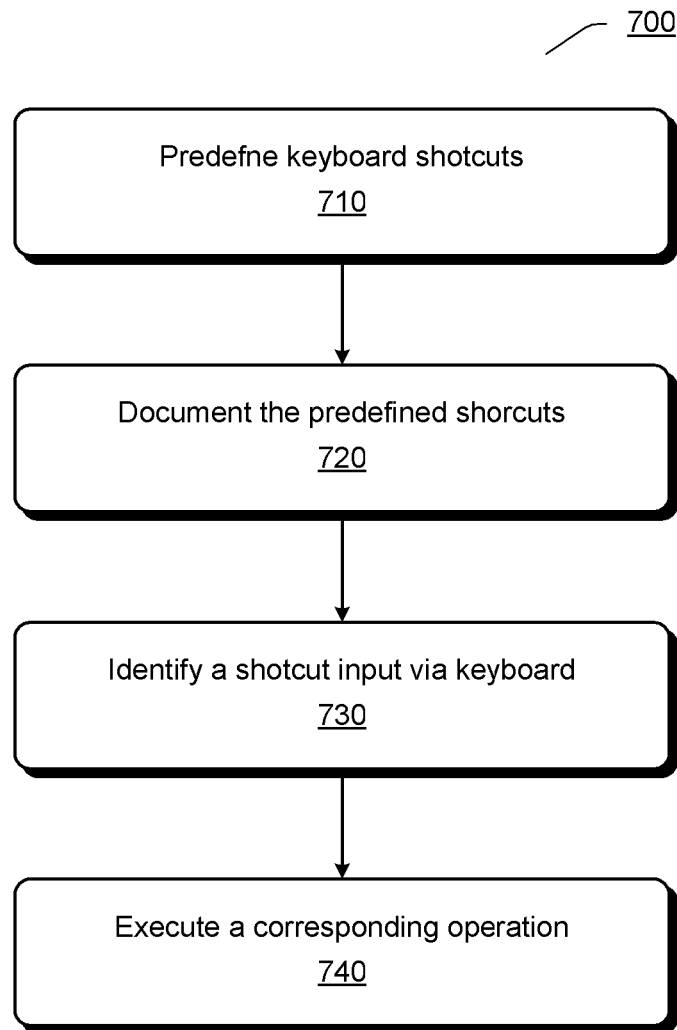 700
Predefne keyboard shotcuts
710
Document the predefined shorcuts
720
Identify a shotcut input via keyboard
730
Execute a corresponding operation
740